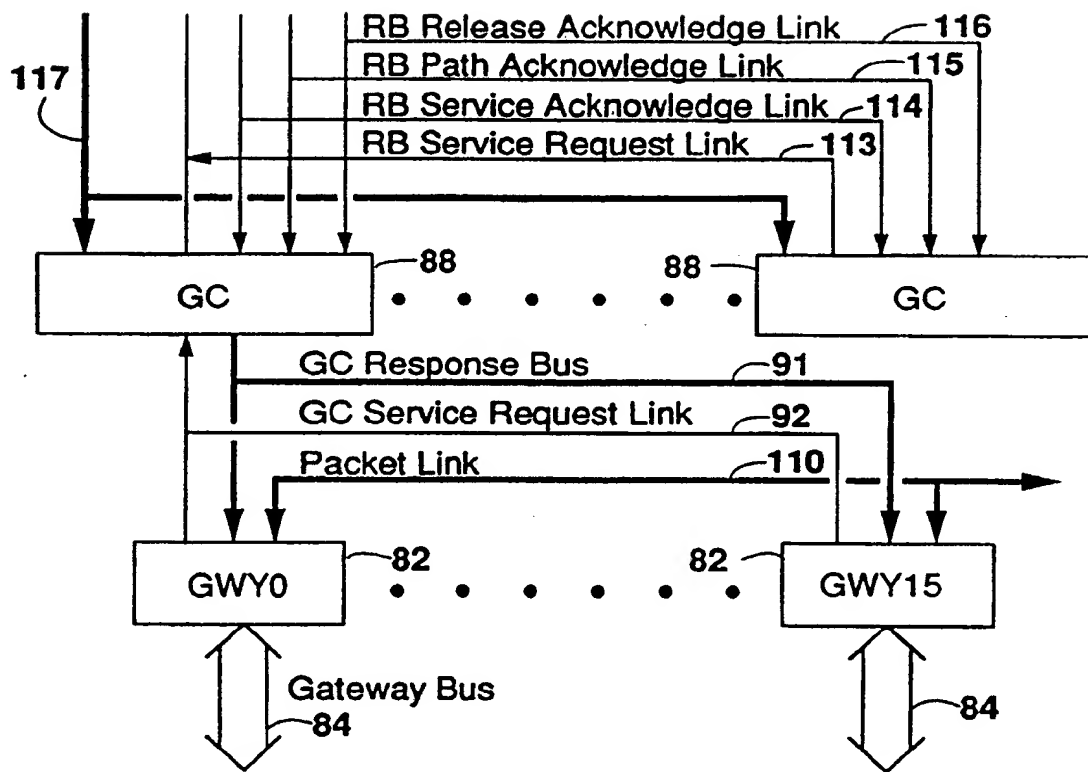 RB Release Acknowledge Link 116
117 RB Path Acknowledge Link 115
RB Service Acknowledge Link 114
RB Service Request Link 113
88 88
GC GC
GC Response Bus 91
GC Service Request Link 92
Packet Link 110
82 82
GWY0 GWY15
Gateway Bus
84 84